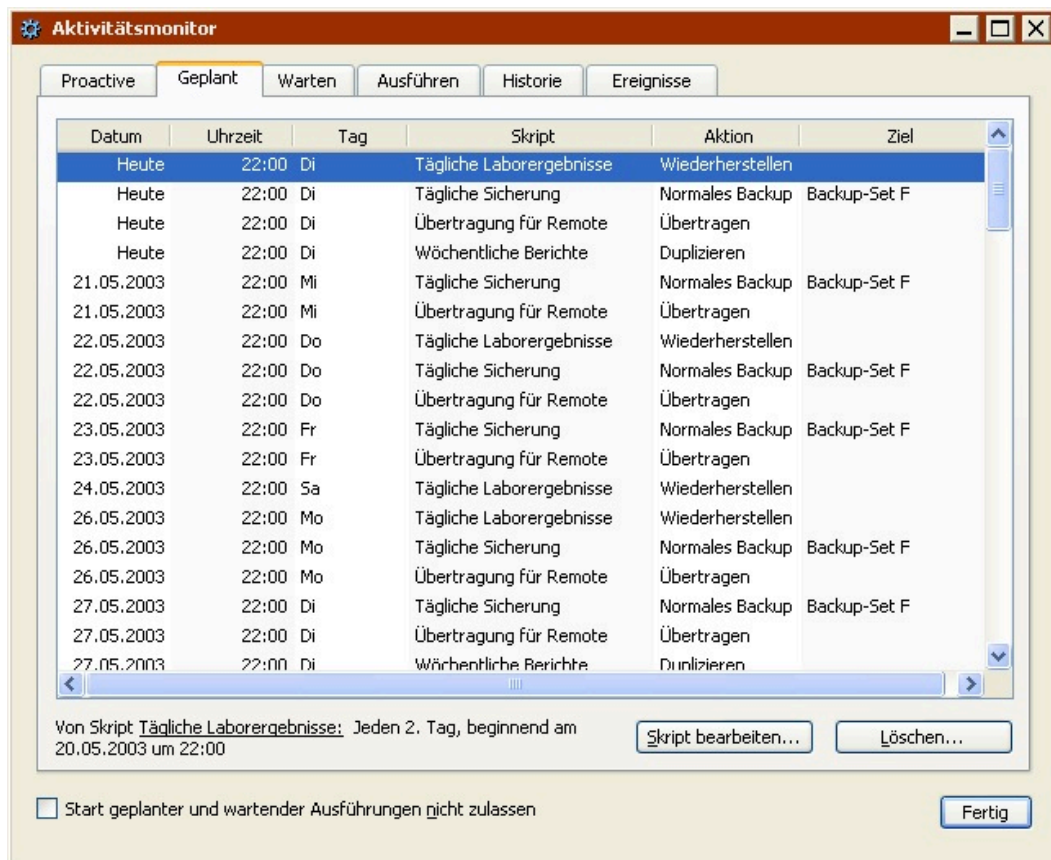 Aktivitätsmonitor
Proactive Geplant Warten Ausführen Historie Ereignisse
Datum Uhrzeit Tag Skript Aktion Ziel
Heute 22:00 Di Tägliche Laborergebnisse Wiederherstellen
Heute 22:00 Di Tägliche Sicherung Normales Backup Backup-Set F
Heute 22:00 Di Übertragung für Remote Übertragen
Heute 22:00 Di Wöchentliche Berichte Duplizieren
21.05.2003 22:00 Mi Tägliche Sicherung Normales Backup Backup-Set F
21.05.2003 22:00 Mi Übertragung für Remote Übertragen
22.05.2003 22:00 Do Tägliche Laborergebnisse Wiederherstellen
22.05.2003 22:00 Do Tägliche Sicherung Normales Backup Backup-Set F
22.05.2003 22:00 Do Übertragung für Remote Übertragen
23.05.2003 22:00 Fr Tägliche Sicherung Normales Backup Backup-Set F
23.05.2003 22:00 Fr Übertragung für Remote Übertragen
24.05.2003 22:00 Sa Tägliche Laborergebnisse Wiederherstellen
26.05.2003 22:00 Mo Tägliche Laborergebnisse Wiederherstellen
26.05.2003 22:00 Mo Tägliche Sicherung Normales Backup Backup-Set F
26.05.2003 22:00 Mo Übertragung für Remote Übertragen
27.05.2003 22:00 Di Tägliche Sicherung Normales Backup Backup-Set F
27.05.2003 22:00 Di Übertragung für Remote Übertragen
27.05.2003 22:00 Di Wöchentliche Berichte Duplizieren
Von Skript Tägliche Laborergebnisse: Jeden 2. Tag, beginnend am
20.05.2003 um 22:00
Skript bearbeiten... Löschen...
Start geplanter und wartender Ausführungen nicht zulassen
Fertig